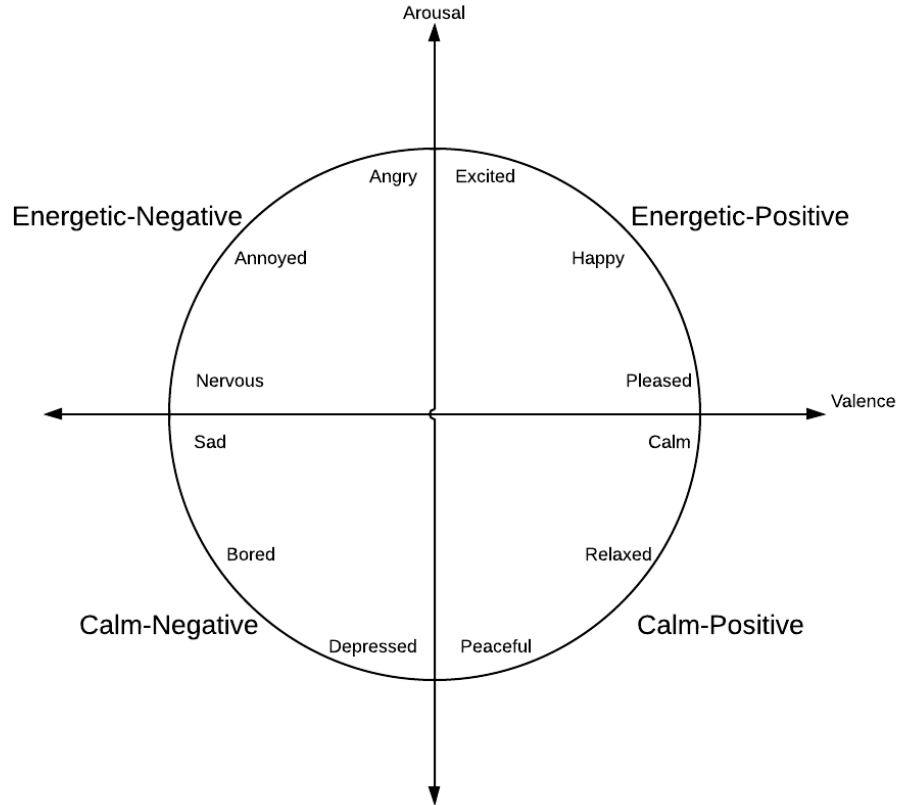 Arousal
Angry
Excited
Energetic-Negative
Energetic-Positive
Annoyed
Happy
Nervous
Pleased
Valence
Sad
Calm
Bored
Relaxed
Calm-Negative
Calm-Positive
Depressed
Peaceful